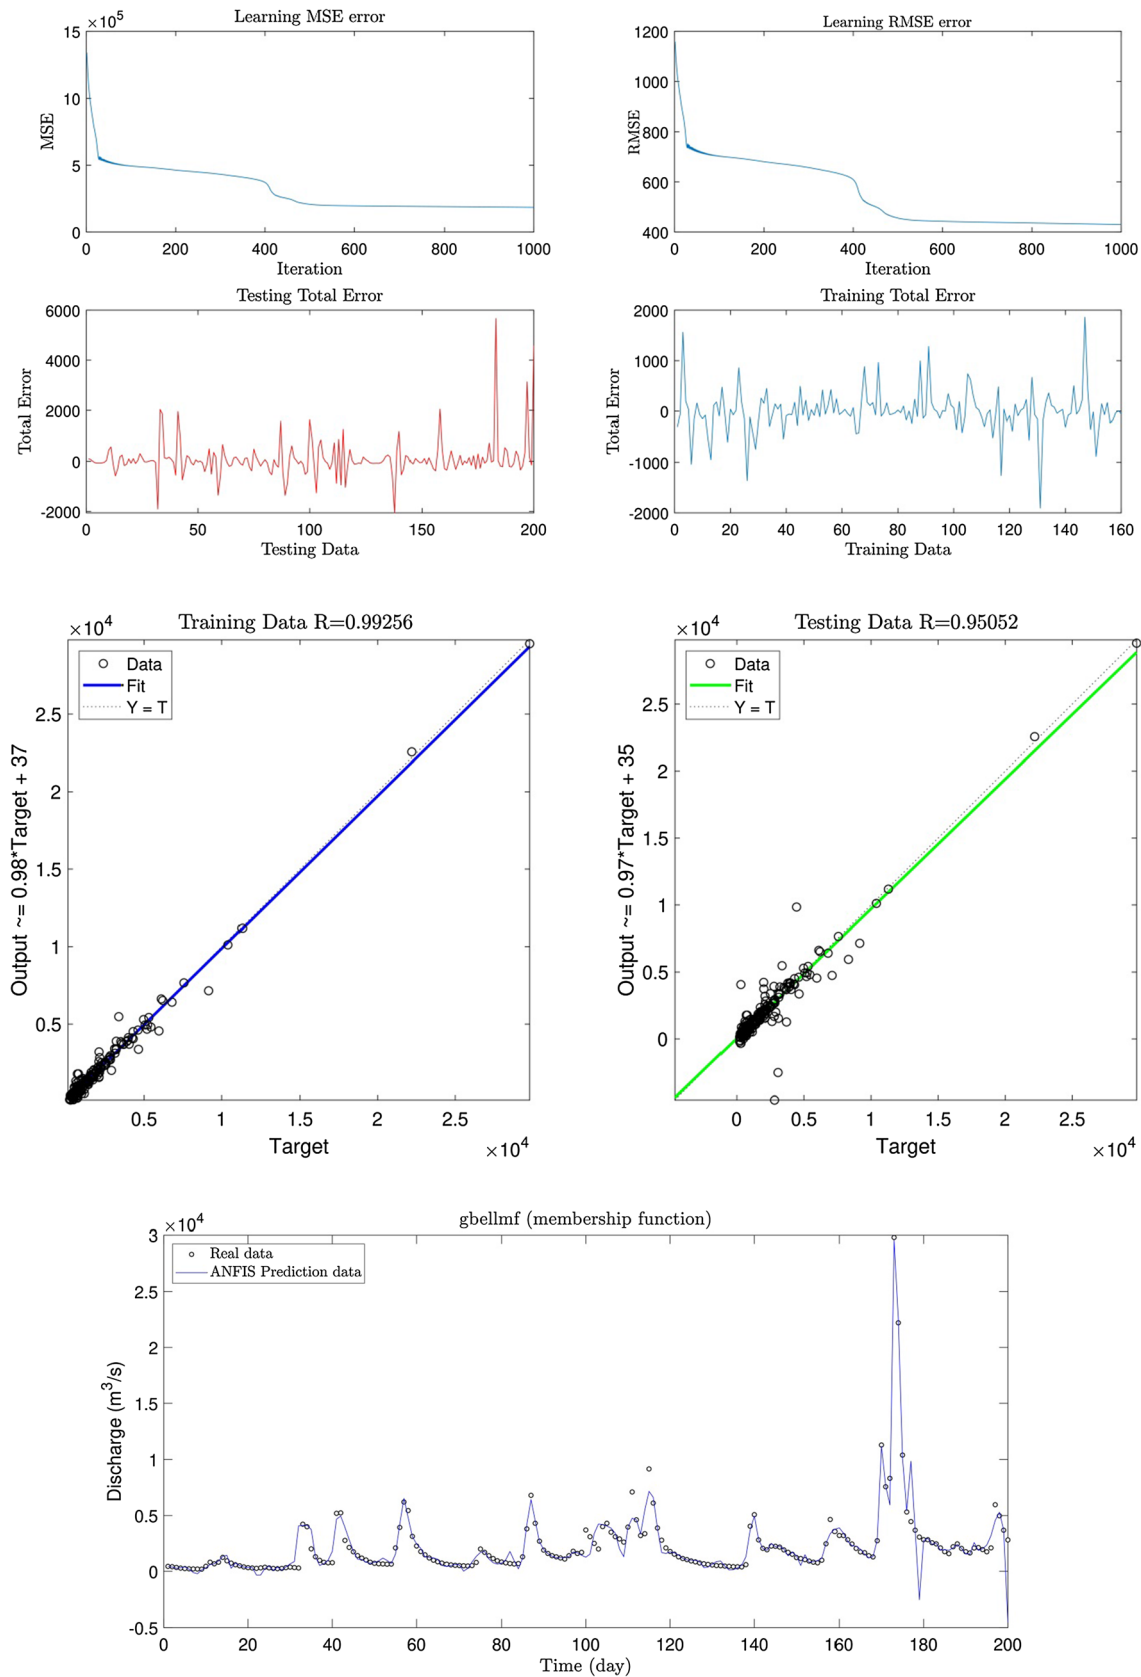 Learning MSE error
×10^5
15
10
5
0
MSE
0 200 400 600 800 1000
Iteration
Learning RMSE error
1200
1000
800
600
400
RMSE
0 200 400 600 800 1000
Iteration
Testing Total Error
6000
4000
2000
0
-2000
Total Error
0 50 100 150 200
Testing Data
Training Total Error
2000
1000
0
-1000
-2000
Total Error
0 20 40 60 80 100 120 140 160
Training Data
Training Data R=0.99256
×10^4
Data
Fit
Y = T
2.5
2
1.5
1
0.5
Output ~= 0.98*Target + 37
0.5 1 1.5 2 2.5
Target
×10^4
Testing Data R=0.95052
×10^4
Data
Fit
Y = T
2.5
2
1.5
1
0.5
0
Output ~= 0.97*Target + 35
0 0.5 1 1.5 2 2.5
Target
×10^4
gbellmf (membership function)
×10^4
Real data
ANFIS Prediction data
3
2.5
2
1.5
1
0.5
0
-0.5
Discharge (m^3/s)
0 20 40 60 80 100 120 140 160 180 200
Time (day)